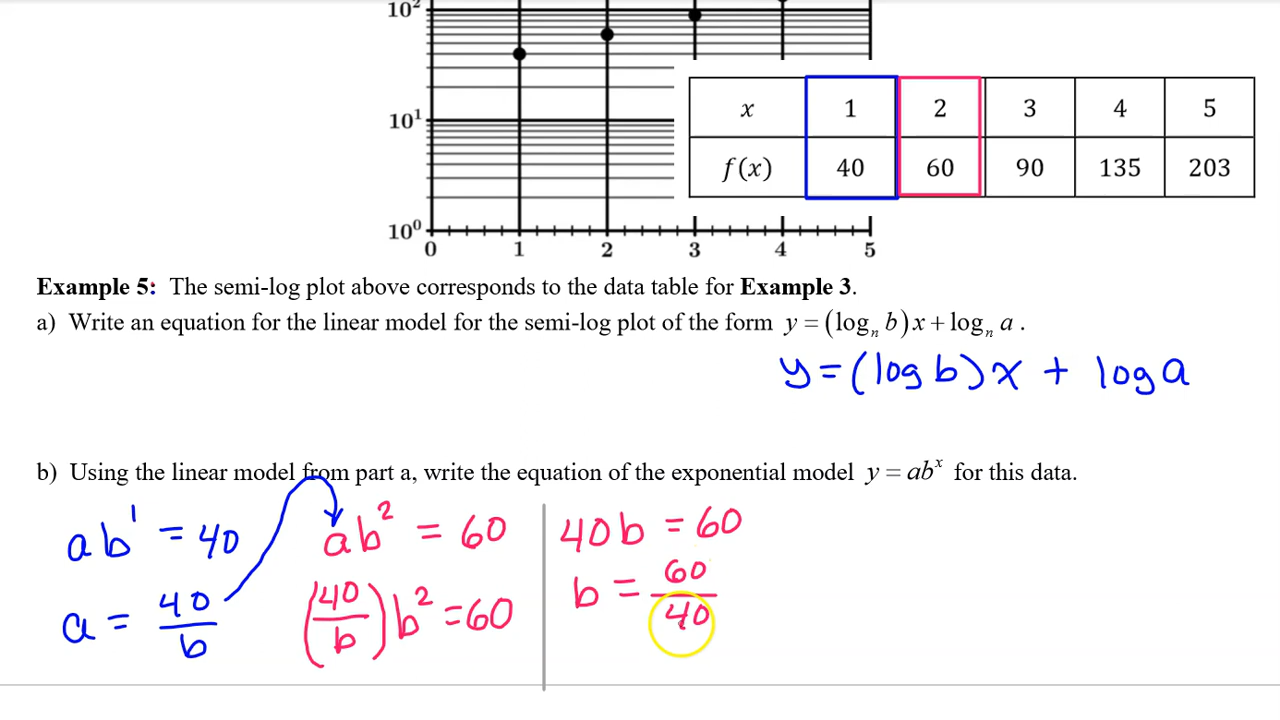 10²
10¹
10⁰
0 1 2 3 4 5
x 1 2 3 4 5
f(x) 40 60 90 135 203
Example 5: The semi-log plot above corresponds to the data table for Example 3.
a) Write an equation for the linear model for the semi-log plot of the form y = (logₙ b)x + logₙ a .
y = (log b)x + log a
b) Using the linear model from part a, write the equation of the exponential model y = abˣ for this data.
ab¹ = 40
a = 40/b
ab² = 60
(40/b)b² = 60
40b = 60
b = 60/40